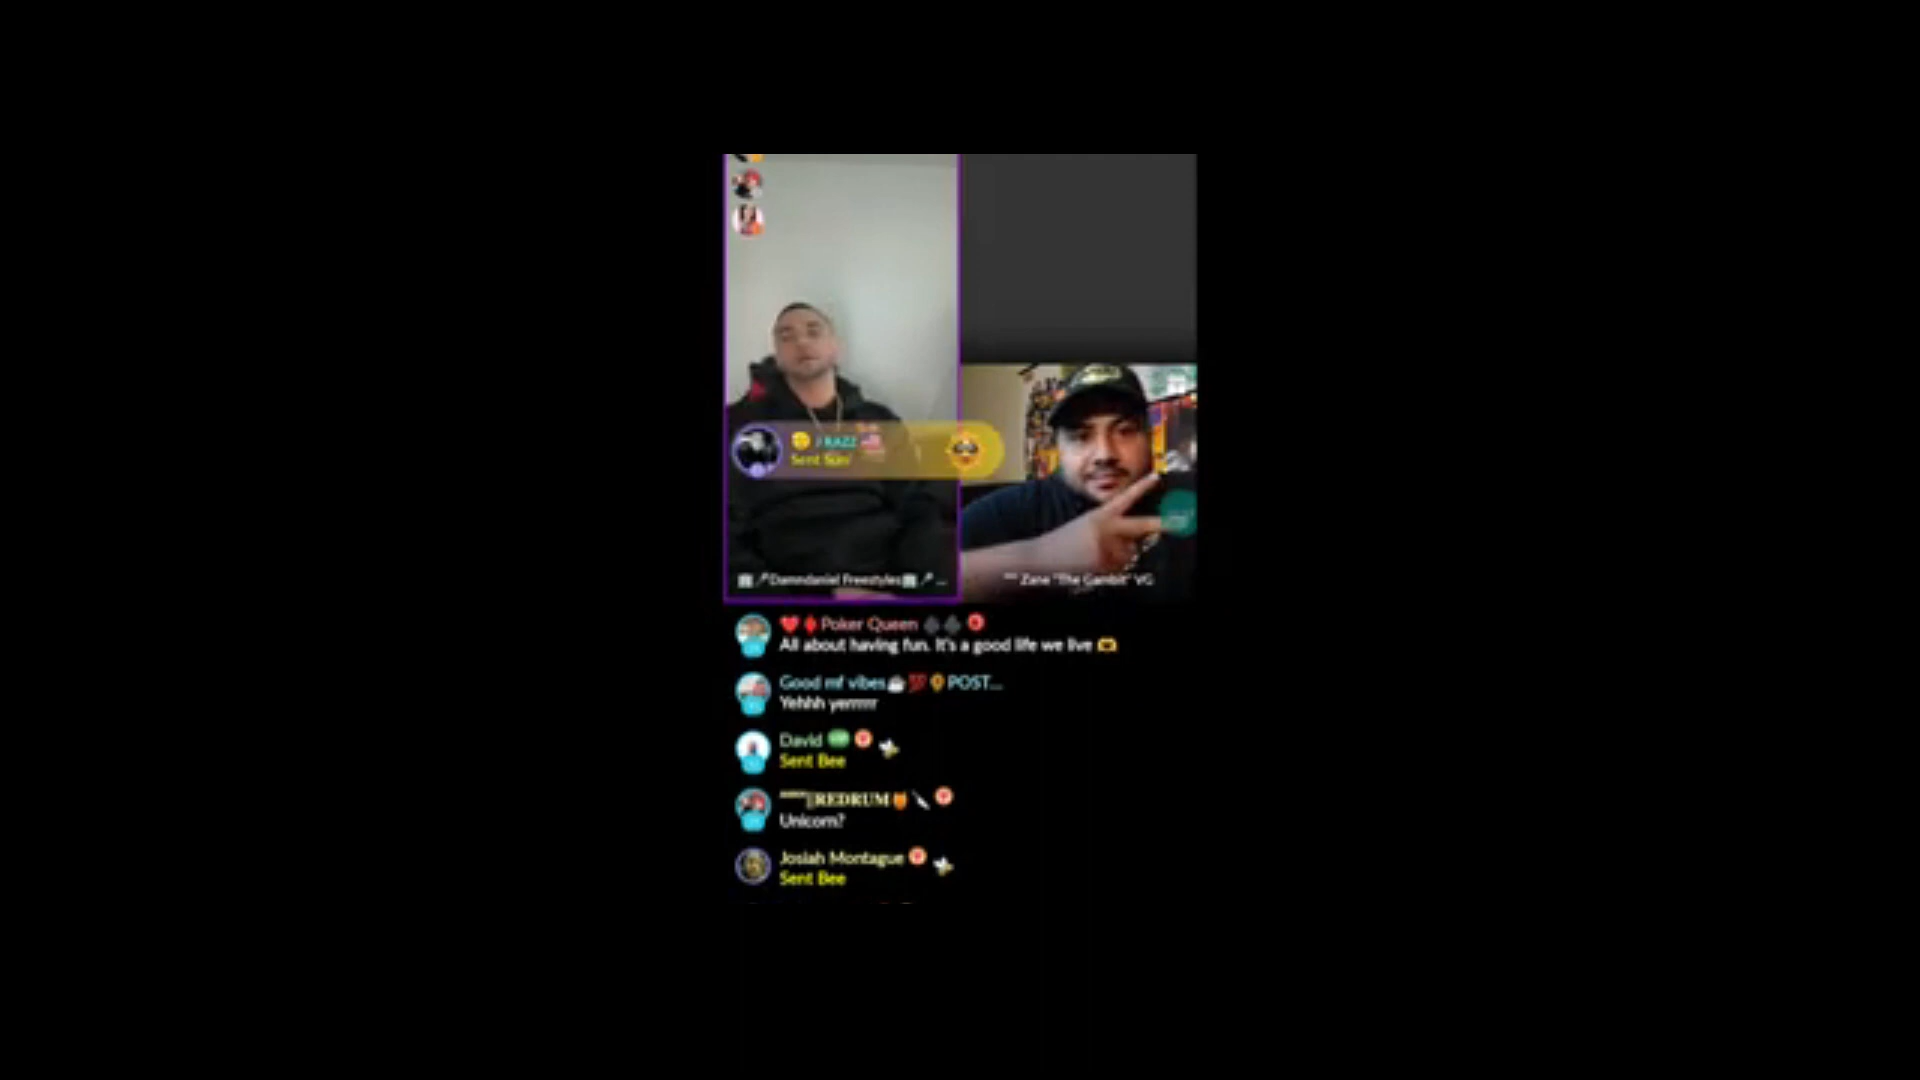 J RAZZ
Sent Sun
Damndaniel Freestyles ...
Zane "The Gambit" VG
Poker Queen
All about having fun. It's a good life we live
Good mf vibes POST...
Yehhh yerrrrr
David
Sent Bee
||REDRUM
Unicorn?
Josiah Montague
Sent Bee